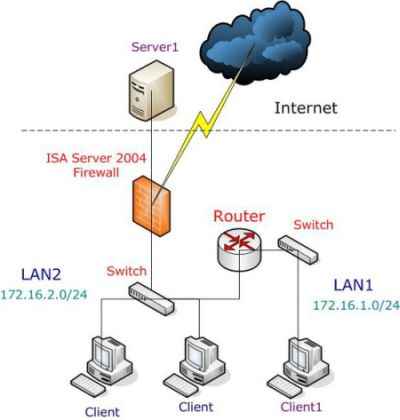 Server1
Internet
ISA Server 2004
Firewall
Router
Switch
Switch
LAN2
172.16.2.0/24
LAN1
172.16.1.0/24
Client
Client
Client1